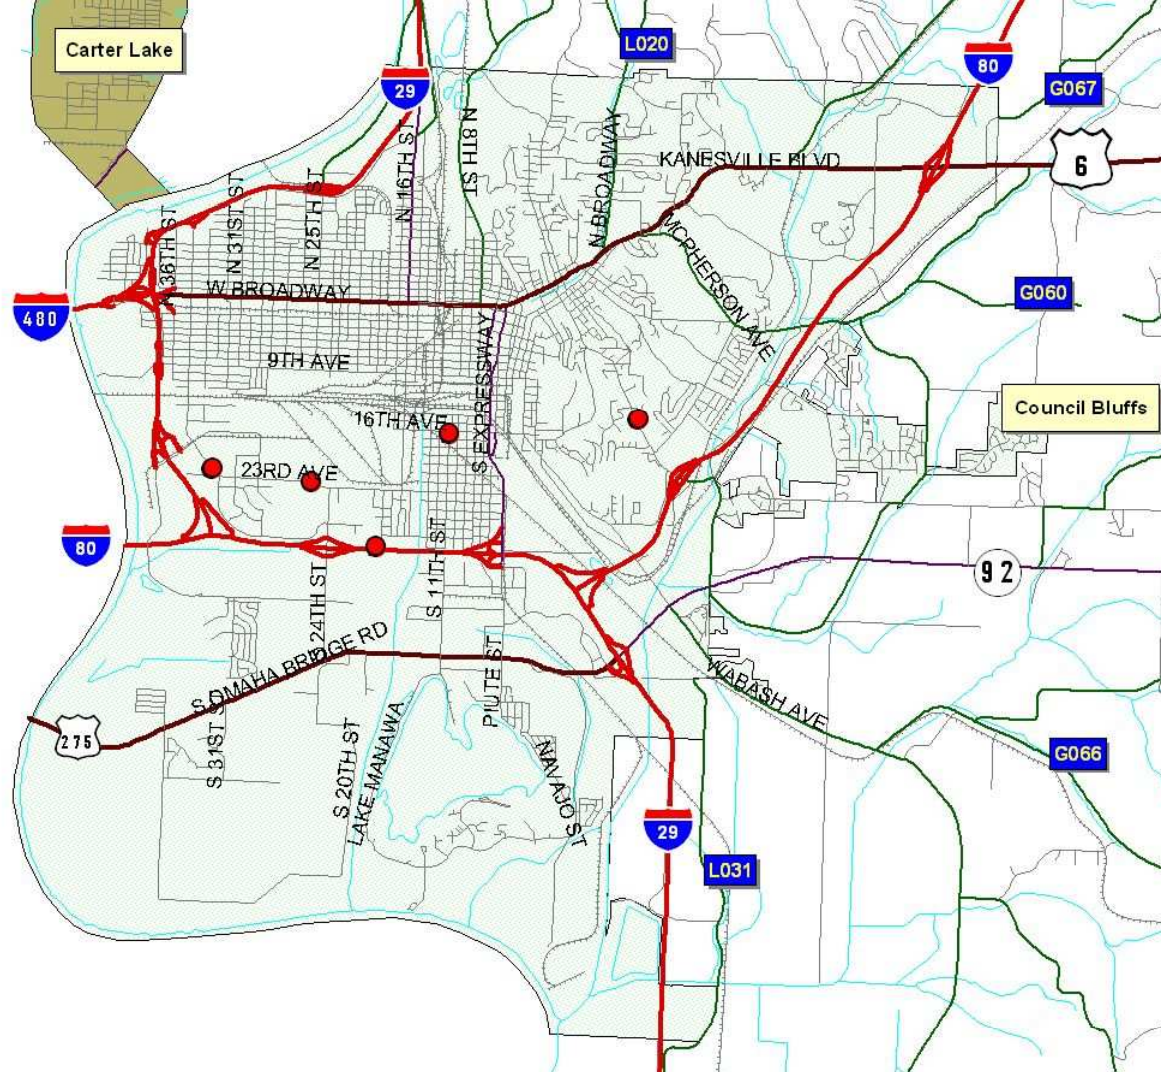 Carter Lake
29
L020
80
G067
N 8TH ST
N 16TH ST
N BROADWAY
KANESVILLE BLVD
6
N 36TH ST
N 31ST ST
N 25TH ST
MCPHERSON AVE
480
W BROADWAY
G060
9TH AVE
S EXPRESSWAY
Council Bluffs
16TH AVE
23RD AVE
80
S 11TH ST
92
S 24TH ST
S OMAHA BRIDGE RD
275
S 31ST S
S 20TH ST
LAKE MANAWA
PIUTE ST
NAVAJO ST
WABASH AVE
G066
29
L031